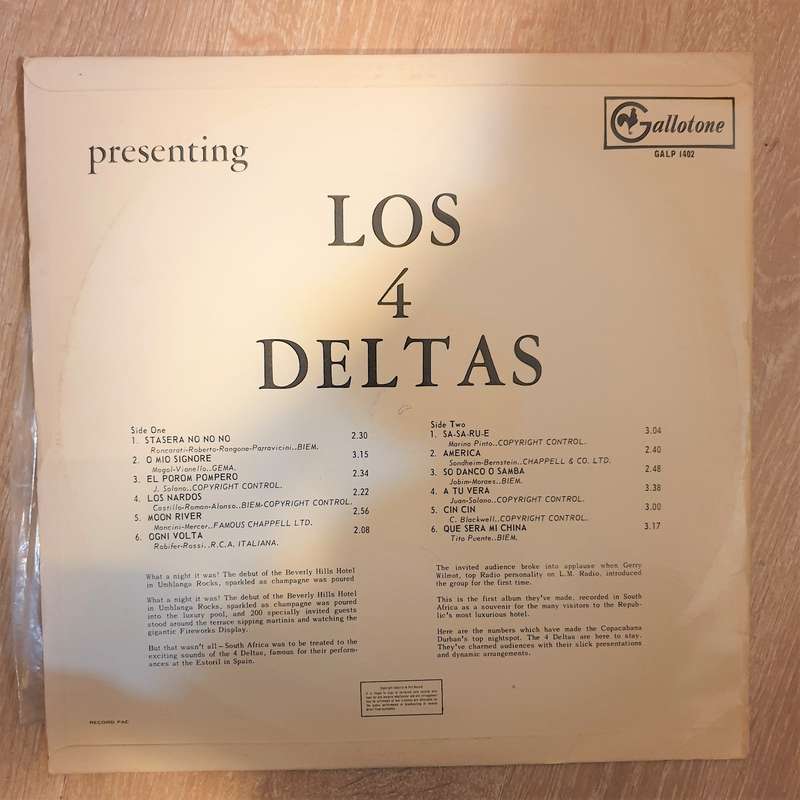 presenting
Gallotone
GALP 1402
LOS
4
DELTAS
Side One
1. STASERA NO NO NO 2.30
Roncarati-Roberto-Rangone-Parravicini..BIEM.
2. O MIO SIGNORE 3.15
Mogol-Vianello..GEMA.
3. EL POROM POMPERO 2.34
J. Solano..COPYRIGHT CONTROL.
4. LOS NARDOS 2.22
Castillo-Roman-Alonso..BIEM-COPYRIGHT CONTROL.
5. MOON RIVER 2.56
Mancini-Mercer..FAMOUS CHAPPELL LTD.
6. OGNI VOLTA 2.08
Robifer-Rossi..R.C.A. ITALIANA.
Side Two
1. SA-SA-RU-E 3.04
Marino Pinto..COPYRIGHT CONTROL.
2. AMERICA 2.40
Sondheim-Bernstein..CHAPPELL & CO. LTD.
3. SO DANCO O SAMBA 2.48
Jobim-Moraes..BIEM.
4. A TU VERA 3.38
Juan-Solano..COPYRIGHT CONTROL.
5. CIN CIN 3.00
C. Blackwell..COPYRIGHT CONTROL.
6. QUE SERA MI CHINA 3.17
Tito Puente..BIEM.
What a night it was! The debut of the Beverly Hills Hotel
in Umhlanga Rocks, sparkled as champagne was poured
What a night it was! The debut of the Beverly Hills Hotel
in Umhlanga Rocks, sparkled as champagne was poured
into the luxury pool, and 200 specially invited guests
stood around the terrace sipping martinis and watching the
gigantic Fireworks Display.
But that wasn't all – South Africa was to be treated to the
exciting sounds of the 4 Deltas, famous for their perform-
ances at the Estoril in Spain.
The invited audience broke into applause when Gerry
Wilmot, top Radio personality on L.M. Radio, introduced
the group for the first time.
This is the first album they've made, recorded in South
Africa as a souvenir for the many visitors to the Repub-
lic's most luxurious hotel.
Here are the numbers which have made the Copacabana
Durban's top nightspot. The 4 Deltas are here to stay.
They've charmed audiences with their slick presentations
and dynamic arrangements.
RECORD PAC